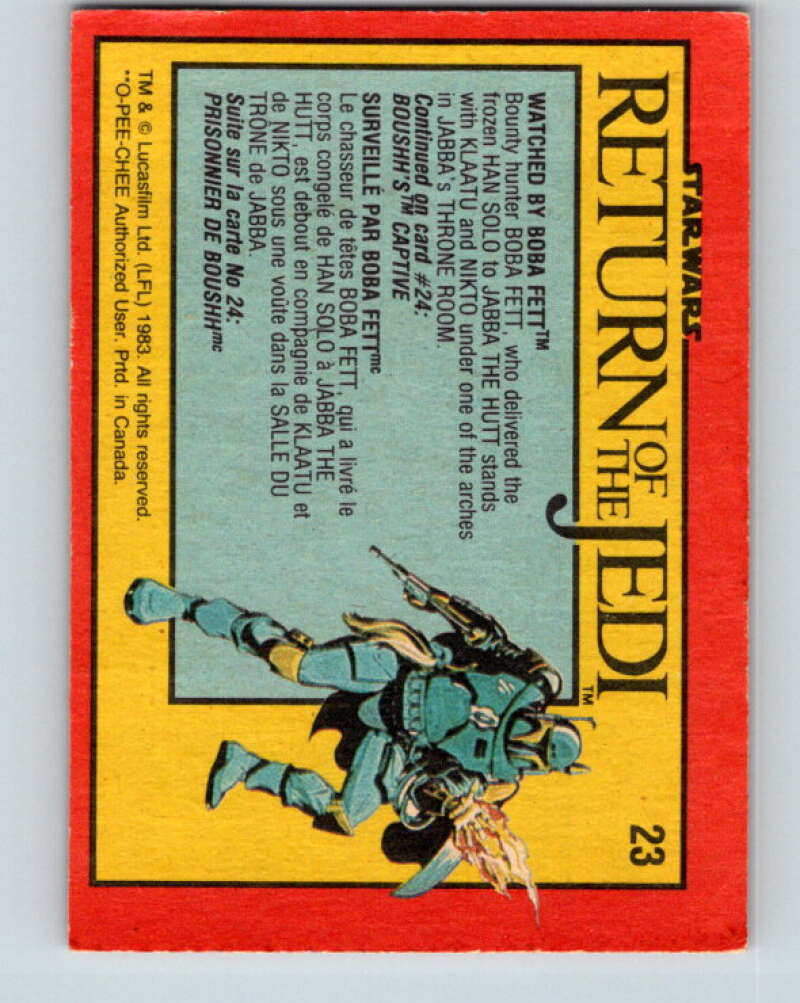 STAR WARS
RETURN OF THE JEDI™
23
WATCHED BY BOBA FETT™
Bounty hunter BOBA FETT, who delivered the
frozen HAN SOLO to JABBA THE HUTT stands
with KLAATU and NIKTO under one of the arches
in JABBA's THRONE ROOM.
Continued on card #24:
BOUSHH'S™ CAPTIVE
SURVEILLÉ PAR BOBA FETTmc
Le chasseur de têtes BOBA FETT, qui a livré le
corps congelé de HAN SOLO à JABBA THE
HUTT, est debout en compagnie de KLAATU et
de NIKTO sous une voûte dans la SALLE DU
TRÔNE de JABBA.
Suite sur la carte No 24:
PRISONNIER DE BOUSHHmc
TM & © Lucasfilm Ltd. (LFL) 1983. All rights reserved.
**O-PEE-CHEE Authorized User. Prtd. in Canada.